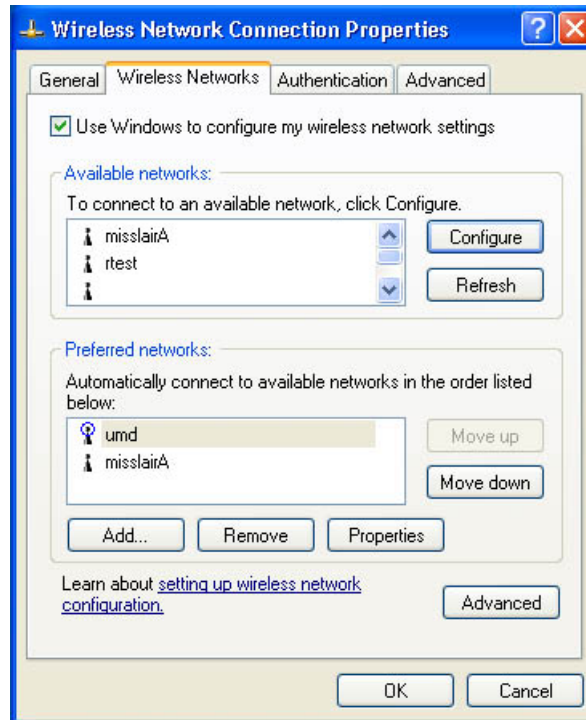 Wireless Network Connection Properties
General Wireless Networks Authentication Advanced
Use Windows to configure my wireless network settings
Available networks:
To connect to an available network, click Configure.
misslairA
rtest
Configure
Refresh
Preferred networks:
Automatically connect to available networks in the order listed
below:
umd
misslairA
Move up
Move down
Add... Remove Properties
Learn about setting up wireless network
configuration.
Advanced
OK Cancel